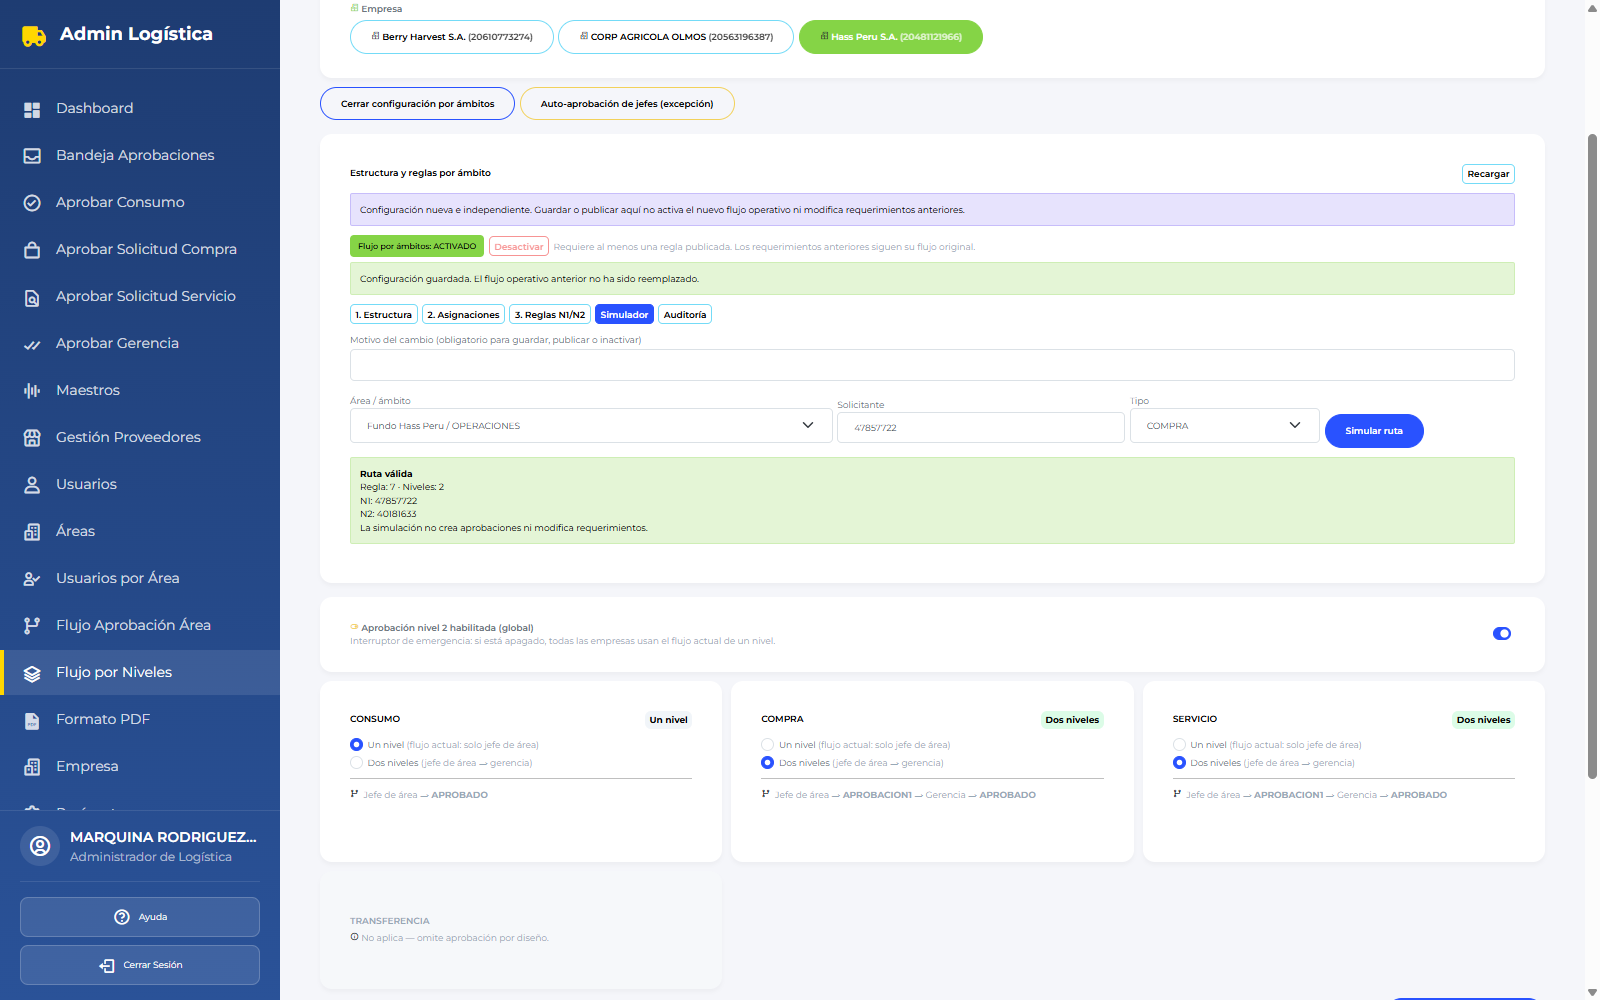 Admin Logística
Dashboard
Bandeja Aprobaciones
Aprobar Consumo
Aprobar Solicitud Compra
Aprobar Solicitud Servicio
Aprobar Gerencia
Maestros
Gestión Proveedores
Usuarios
Áreas
Usuarios por Área
Flujo Aprobación Área
Flujo por Niveles
Formato PDF
Empresa
MARQUINA RODRIGUEZ...
Administrador de Logística
Ayuda
Cerrar Sesión
Empresa
Berry Harvest S.A. (20610773274)
CORP AGRICOLA OLMOS (20563196387)
Hass Peru S.A. (20481121966)
Cerrar configuración por ámbitos
Auto-aprobación de jefes (excepción)
Estructura y reglas por ámbito
Recargar
Configuración nueva e independiente. Guardar o publicar aquí no activa el nuevo flujo operativo ni modifica requerimientos anteriores.
Flujo por ámbitos: ACTIVADO
Desactivar
Requiere al menos una regla publicada. Los requerimientos anteriores siguen su flujo original.
Configuración guardada. El flujo operativo anterior no ha sido reemplazado.
1. Estructura
2. Asignaciones
3. Reglas N1/N2
Simulador
Auditoría
Motivo del cambio (obligatorio para guardar, publicar o inactivar)
Área / ámbito
Fundo Hass Peru / OPERACIONES
Solicitante
47857722
Tipo
COMPRA
Simular ruta
Ruta válida
Regla: 7 · Niveles: 2
N1: 47857722
N2: 40181633
La simulación no crea aprobaciones ni modifica requerimientos.
Aprobación nivel 2 habilitada (global)
Interruptor de emergencia: si está apagado, todas las empresas usan el flujo actual de un nivel.
CONSUMO
Un nivel
Un nivel (flujo actual: solo jefe de área)
Dos niveles (jefe de área → gerencia)
Jefe de área → APROBADO
COMPRA
Dos niveles
Un nivel (flujo actual: solo jefe de área)
Dos niveles (jefe de área → gerencia)
Jefe de área → APROBACION1 → Gerencia → APROBADO
SERVICIO
Dos niveles
Un nivel (flujo actual: solo jefe de área)
Dos niveles (jefe de área → gerencia)
Jefe de área → APROBACION1 → Gerencia → APROBADO
TRANSFERENCIA
No aplica — omite aprobación por diseño.